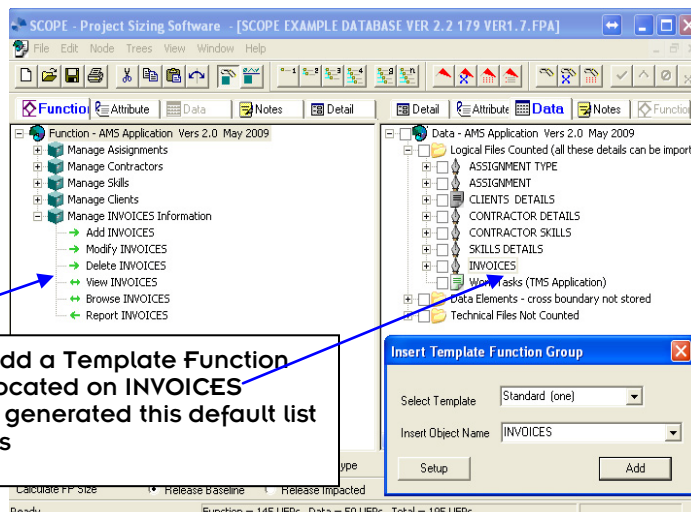 SCOPE - Project Sizing Software - [SCOPE EXAMPLE DATABASE VER 2.2 179 VER1.7.FPA]
File Edit Node Trees View Window Help
Function Attribute Data Notes Detail
Detail Attribute Data Notes Function
Function - AMS Application Vers 2.0 May 2009
Manage Asisignments
Manage Contractors
Manage Skills
Manage Clients
Manage INVOICES Information
Add INVOICES
Modify INVOICES
Delete INVOICES
View INVOICES
Browse INVOICES
Report INVOICES
Data - AMS Application Vers 2.0 May 2009
Logical Files Counted (all these details can be import
ASSIGNMENT TYPE
ASSIGNMENT
CLIENTS DETAILS
CONTRACTOR DETAILS
CONTRACTOR SKILLS
SKILLS DETAILS
INVOICES
Work Tasks (TMS Application)
Data Elements - cross boundary not stored
Technical Files Not Counted
dd a Template Function
ocated on INVOICES
generated this default list
s
Insert Template Function Group
Select Template Standard (one)
Insert Object Name INVOICES
Setup Add
ype
Calculate FP Size Release Baseline Release Impacted
Ready Function = 145 UFPs Data = 50 UFPs Total = 195 UFPs